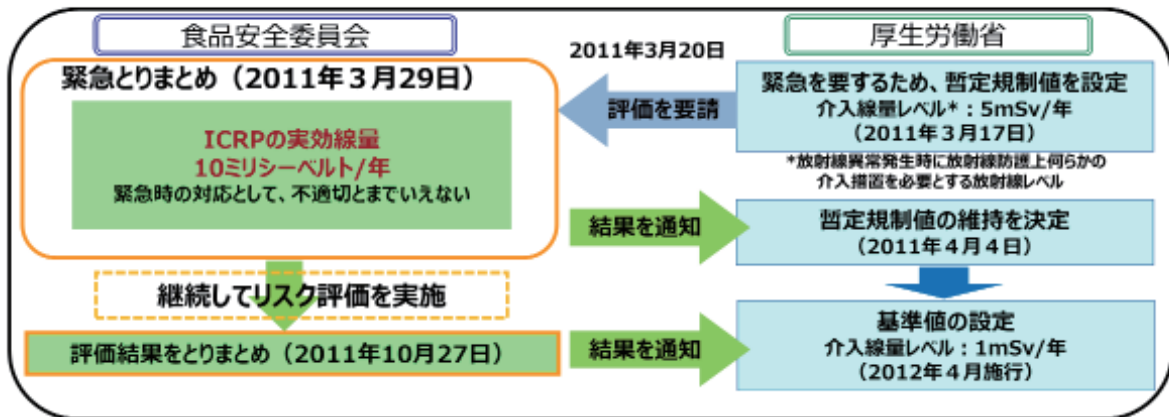 食品安全委員会
緊急とりまとめ（2011年３月29日）
ICRPの実効線量
10ミリシーベルト/年
緊急時の対応として、不適切とまでいえない
継続してリスク評価を実施
評価結果をとりまとめ（2011年10月27日）
2011年3月20日
評価を要請
結果を通知
結果を通知
厚生労働省
緊急を要するため、暫定規制値を設定
介入線量レベル*：5mSv/年
（2011年３月17日）
*放射線異常発生時に放射線防護上何らかの
介入措置を必要とする放射線レベル
暫定規制値の維持を決定
（2011年４月４日）
基準値の設定
介入線量レベル：1mSv/年
（2012年４月施行）